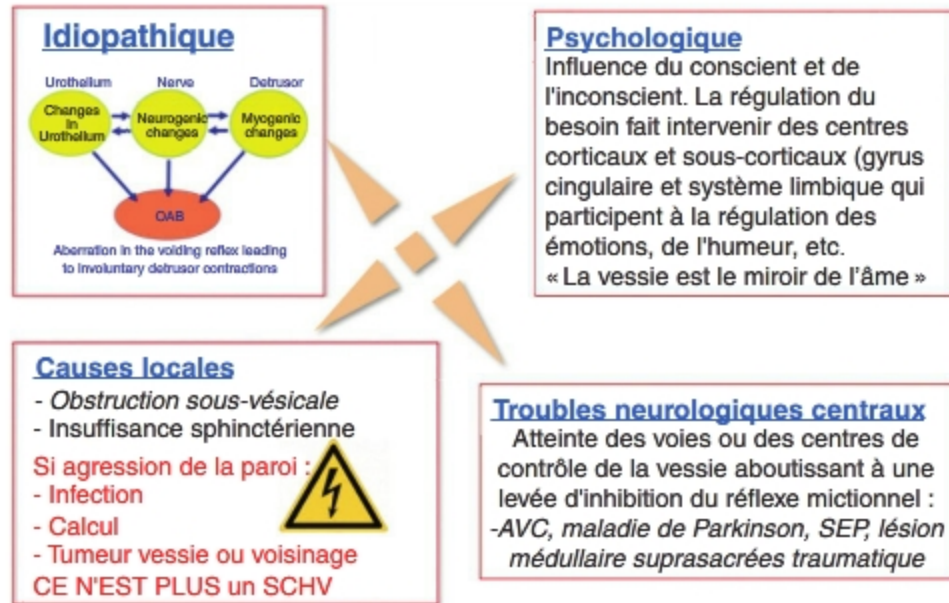 Idiopathique
Urothelium Nerve Detrusor
Changes
in
Urothelium
Neurogenic
changes
Myogenic
changes
OAB
Aberration in the voiding reflex leading
to involuntary detrusor contractions
Psychologique
Influence du conscient et de
l'inconscient. La régulation du
besoin fait intervenir des centres
corticaux et sous-corticaux (gyrus
cingulaire et système limbique qui
participent à la régulation des
émotions, de l'humeur, etc.
« La vessie est le miroir de l'âme »
Causes locales
- Obstruction sous-vésicale
- Insuffisance sphinctérienne
Si agression de la paroi :
- Infection
- Calcul
- Tumeur vessie ou voisinage
CE N'EST PLUS un SCHV
Troubles neurologiques centraux
Atteinte des voies ou des centres de
contrôle de la vessie aboutissant à une
levée d'inhibition du réflexe mictionnel :
-AVC, maladie de Parkinson, SEP, lésion
médullaire suprasacrées traumatique